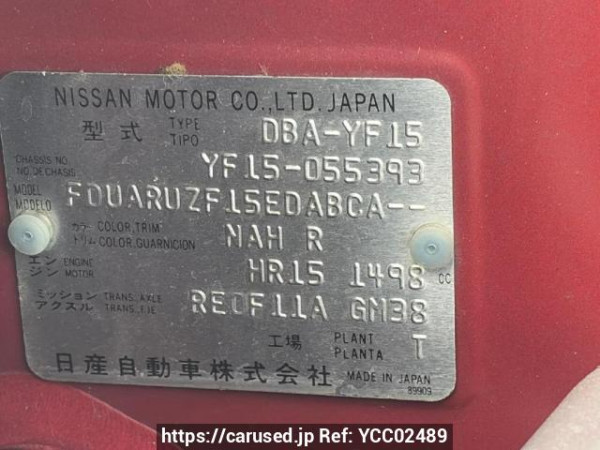 NISSAN MOTOR CO.,LTD. JAPAN
型式 TYPE TIPO DBA-YF15
CHASSIS NO. NO. DE CHASIS YF15-055393
MODEL MODELO FDUARUZF15EDABCA--
カラー COLOR,TRIM トリム COLOR,GUARNICION NAH R
エンジン ENGINE MOTOR HR15 1498 CC
ミッション TRANS. AXLE アクスル TRANS./EJE RE0F11A GM38
工場 PLANT PLANTA T
日産自動車株式会社 MADE IN JAPAN
89909
https://carused.jp Ref: YCC02489